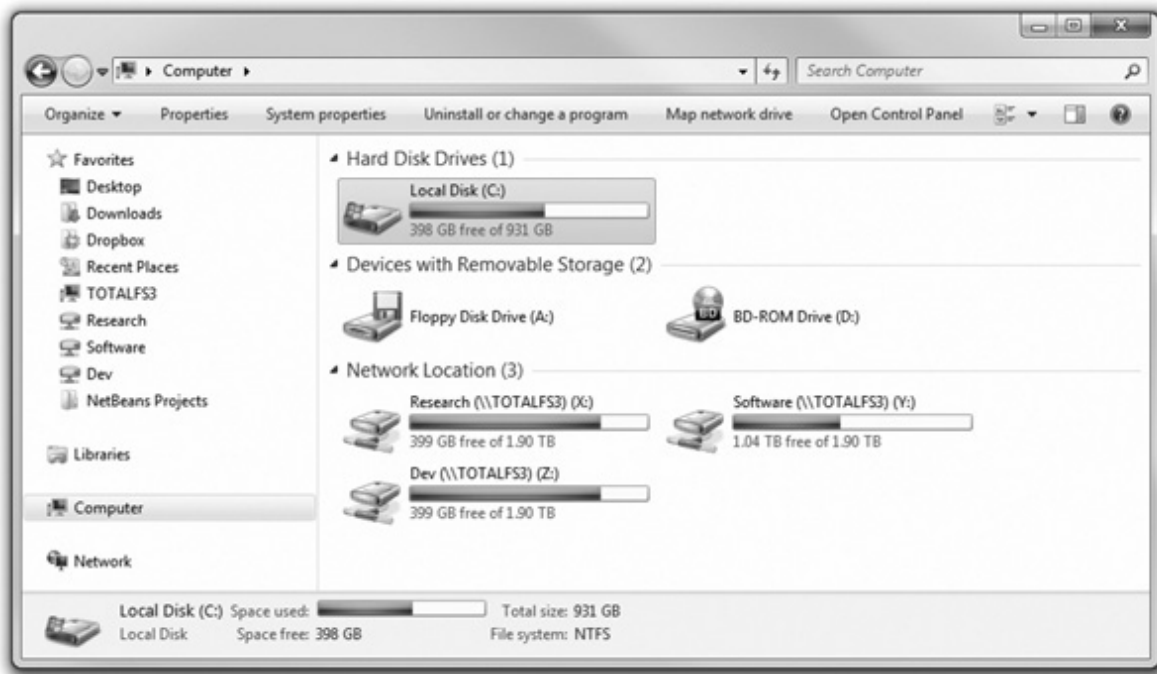 Computer
Search Computer
Organize Properties System properties Uninstall or change a program Map network drive Open Control Panel
Favorites
Desktop
Downloads
Dropbox
Recent Places
TOTALFS3
Research
Software
Dev
NetBeans Projects
Libraries
Computer
Network
Hard Disk Drives (1)
Local Disk (C:)
398 GB free of 931 GB
Devices with Removable Storage (2)
Floppy Disk Drive (A:)
BD-ROM Drive (D:)
Network Location (3)
Research (\\TOTALFS3) (X:)
399 GB free of 1.90 TB
Software (\\TOTALFS3) (Y:)
1.04 TB free of 1.90 TB
Dev (\\TOTALFS3) (Z:)
399 GB free of 1.90 TB
Local Disk (C:) Space used: Total size: 931 GB
Local Disk Space free: 398 GB File system: NTFS